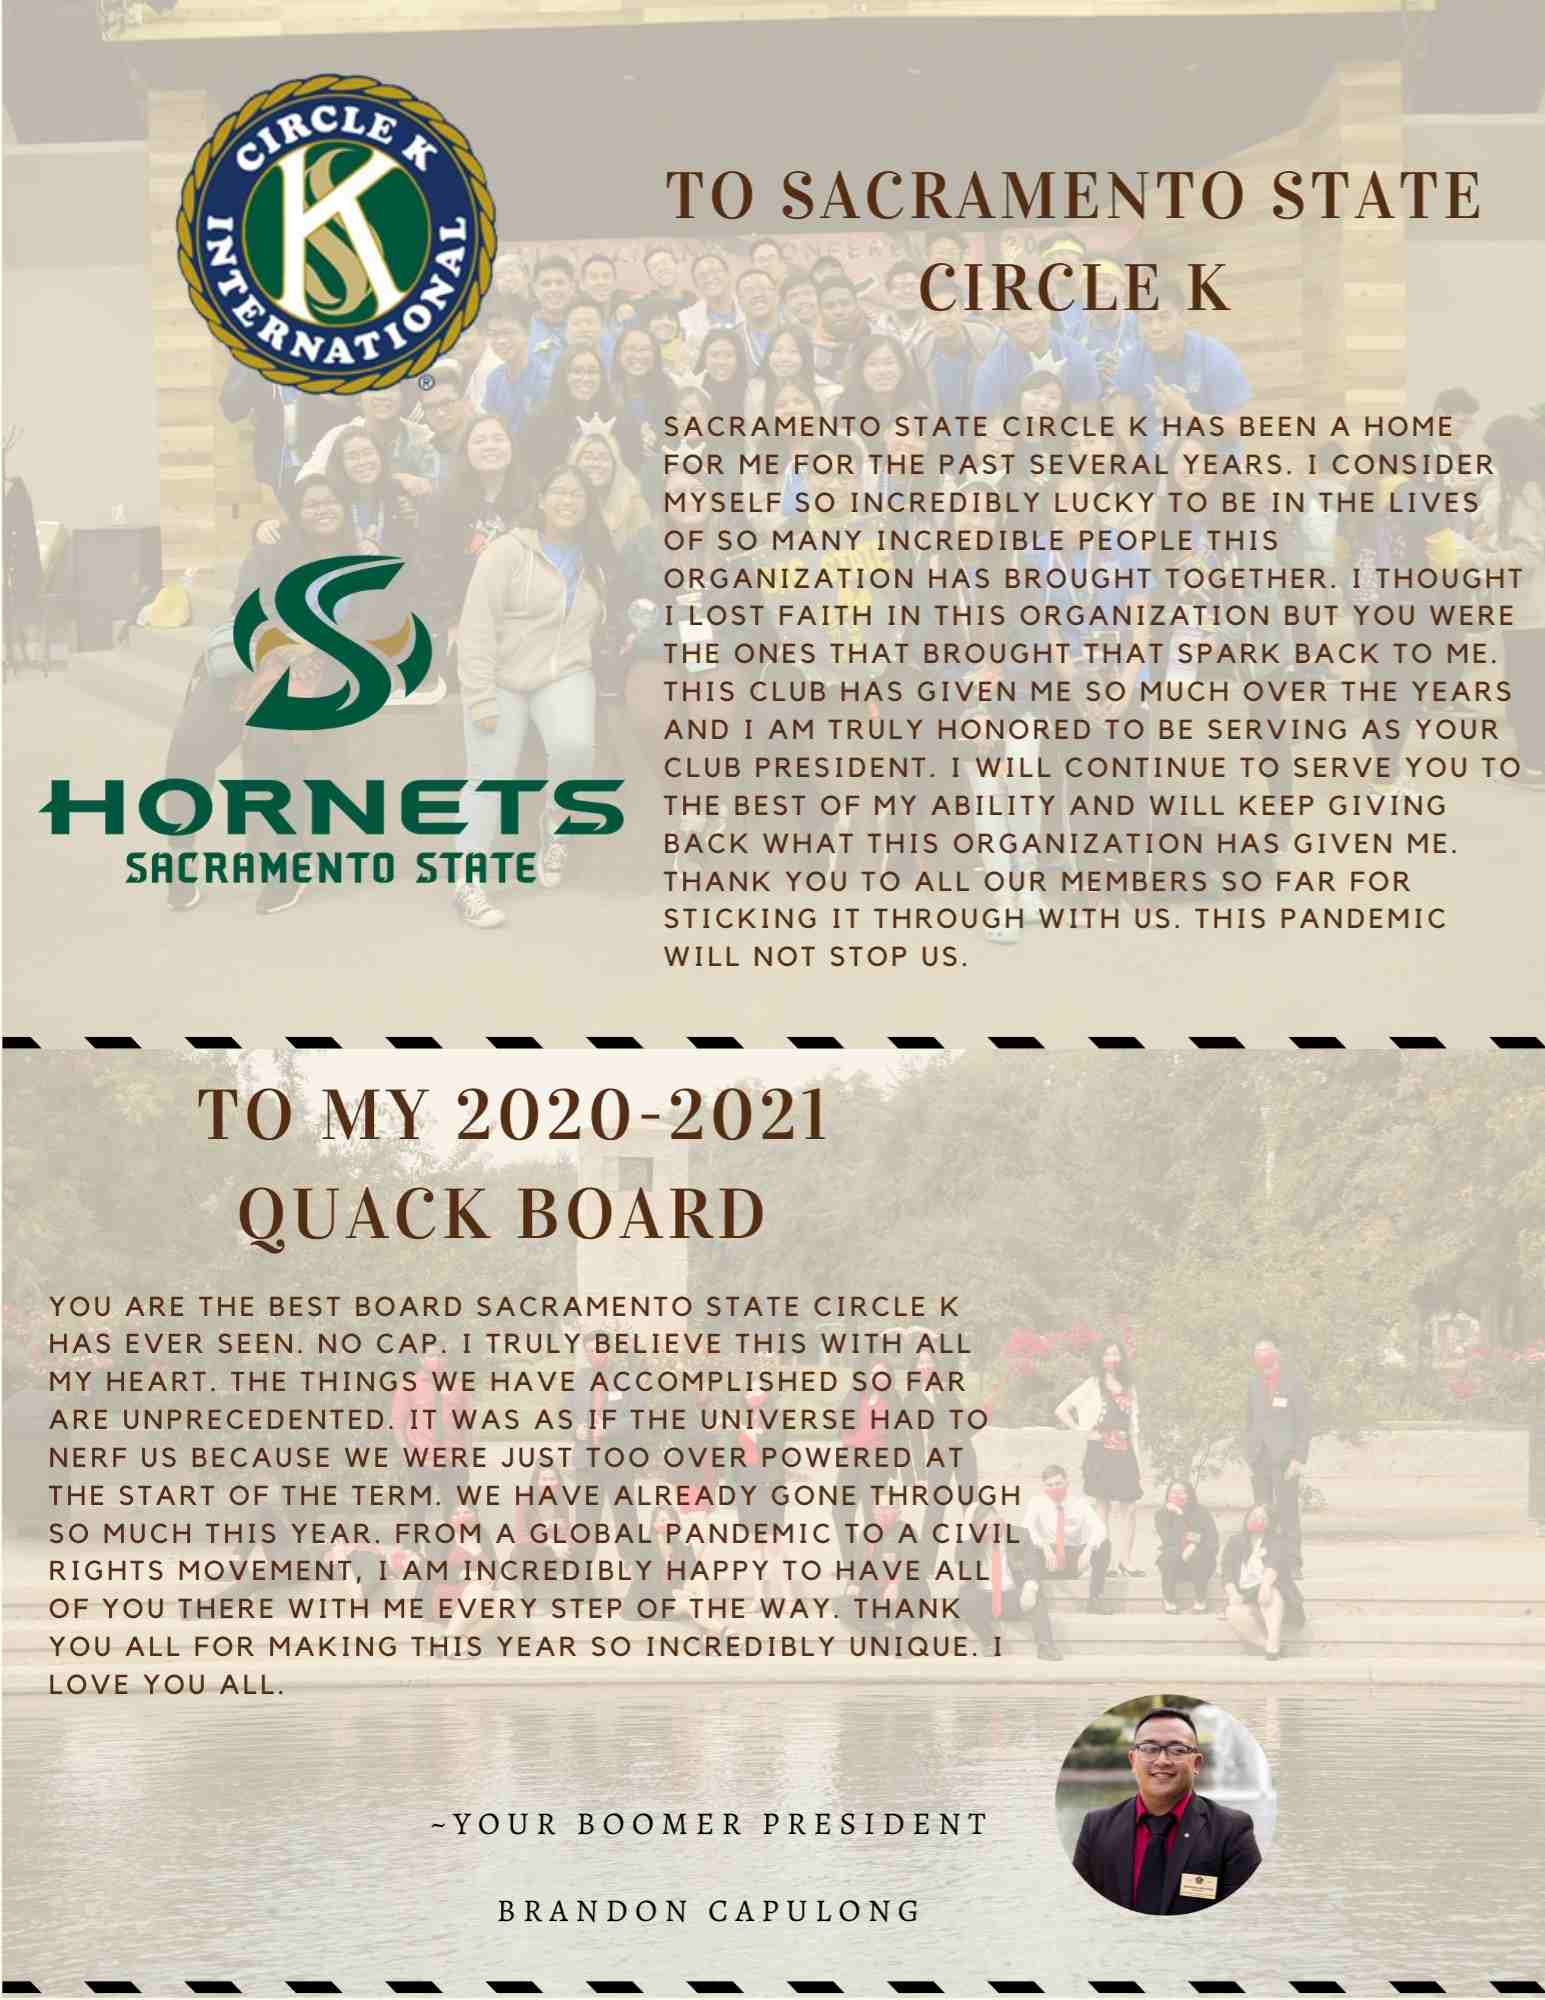 CIRCLE K
INTERNATIONAL
K
®
TO SACRAMENTO STATE
CIRCLE K
SACRAMENTO STATE CIRCLE K HAS BEEN A HOME
FOR ME FOR THE PAST SEVERAL YEARS. I CONSIDER
MYSELF SO INCREDIBLY LUCKY TO BE IN THE LIVES
OF SO MANY INCREDIBLE PEOPLE THIS
ORGANIZATION HAS BROUGHT TOGETHER. I THOUGHT
I LOST FAITH IN THIS ORGANIZATION BUT YOU WERE
THE ONES THAT BROUGHT THAT SPARK BACK TO ME.
THIS CLUB HAS GIVEN ME SO MUCH OVER THE YEARS
AND I AM TRULY HONORED TO BE SERVING AS YOUR
CLUB PRESIDENT. I WILL CONTINUE TO SERVE YOU TO
THE BEST OF MY ABILITY AND WILL KEEP GIVING
BACK WHAT THIS ORGANIZATION HAS GIVEN ME.
THANK YOU TO ALL OUR MEMBERS SO FAR FOR
STICKING IT THROUGH WITH US. THIS PANDEMIC
WILL NOT STOP US.
S
HORNETS
SACRAMENTO STATE
TO MY 2020-2021
QUACK BOARD
YOU ARE THE BEST BOARD SACRAMENTO STATE CIRCLE K
HAS EVER SEEN. NO CAP. I TRULY BELIEVE THIS WITH ALL
MY HEART. THE THINGS WE HAVE ACCOMPLISHED SO FAR
ARE UNPRECEDENTED. IT WAS AS IF THE UNIVERSE HAD TO
NERF US BECAUSE WE WERE JUST TOO OVER POWERED AT
THE START OF THE TERM. WE HAVE ALREADY GONE THROUGH
SO MUCH THIS YEAR. FROM A GLOBAL PANDEMIC TO A CIVIL
RIGHTS MOVEMENT, I AM INCREDIBLY HAPPY TO HAVE ALL
OF YOU THERE WITH ME EVERY STEP OF THE WAY. THANK
YOU ALL FOR MAKING THIS YEAR SO INCREDIBLY UNIQUE. I
LOVE YOU ALL.
~YOUR BOOMER PRESIDENT
BRANDON CAPULONG